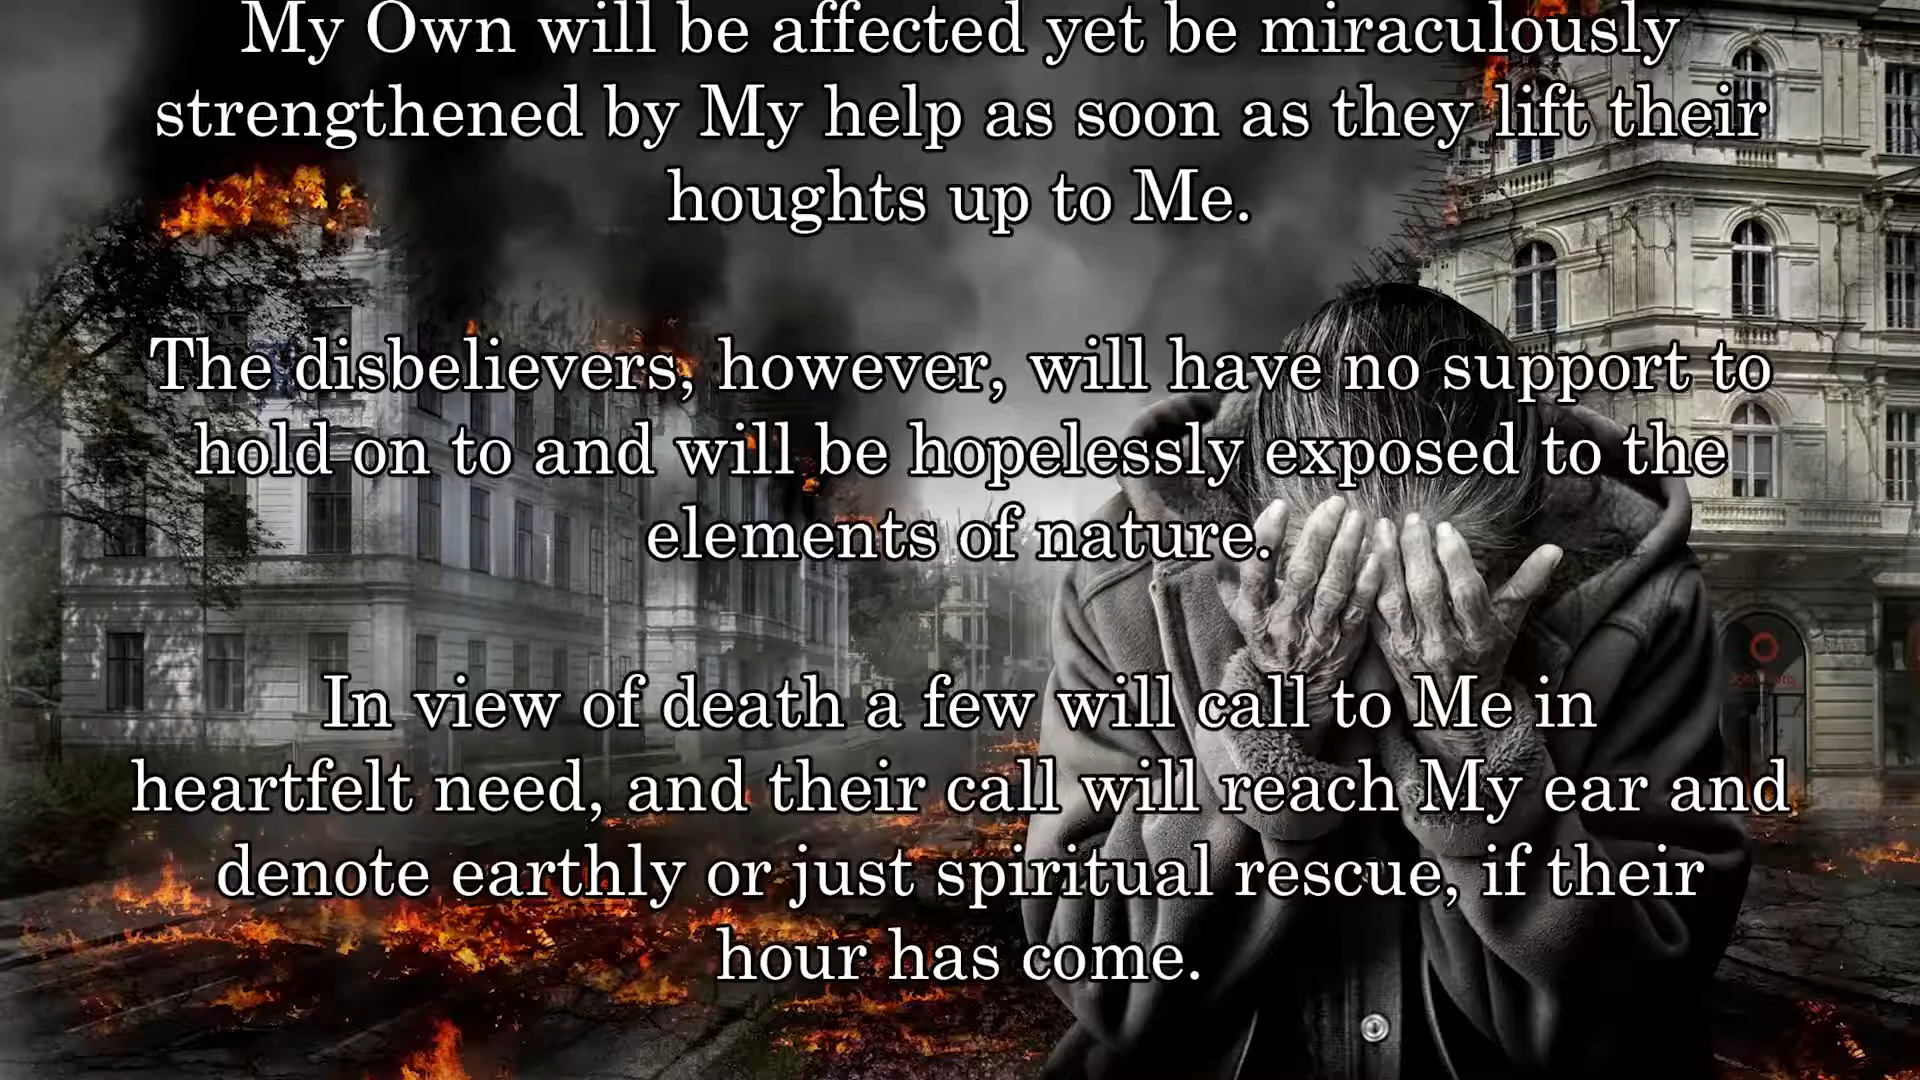 My Own will be affected yet be miraculously
strengthened by My help as soon as they lift their
houghts up to Me.
The disbelievers, however, will have no support to
hold on to and will be hopelessly exposed to the
elements of nature.
In view of death a few will call to Me in
heartfelt need, and their call will reach My ear and
denote earthly or just spiritual rescue, if their
hour has come.